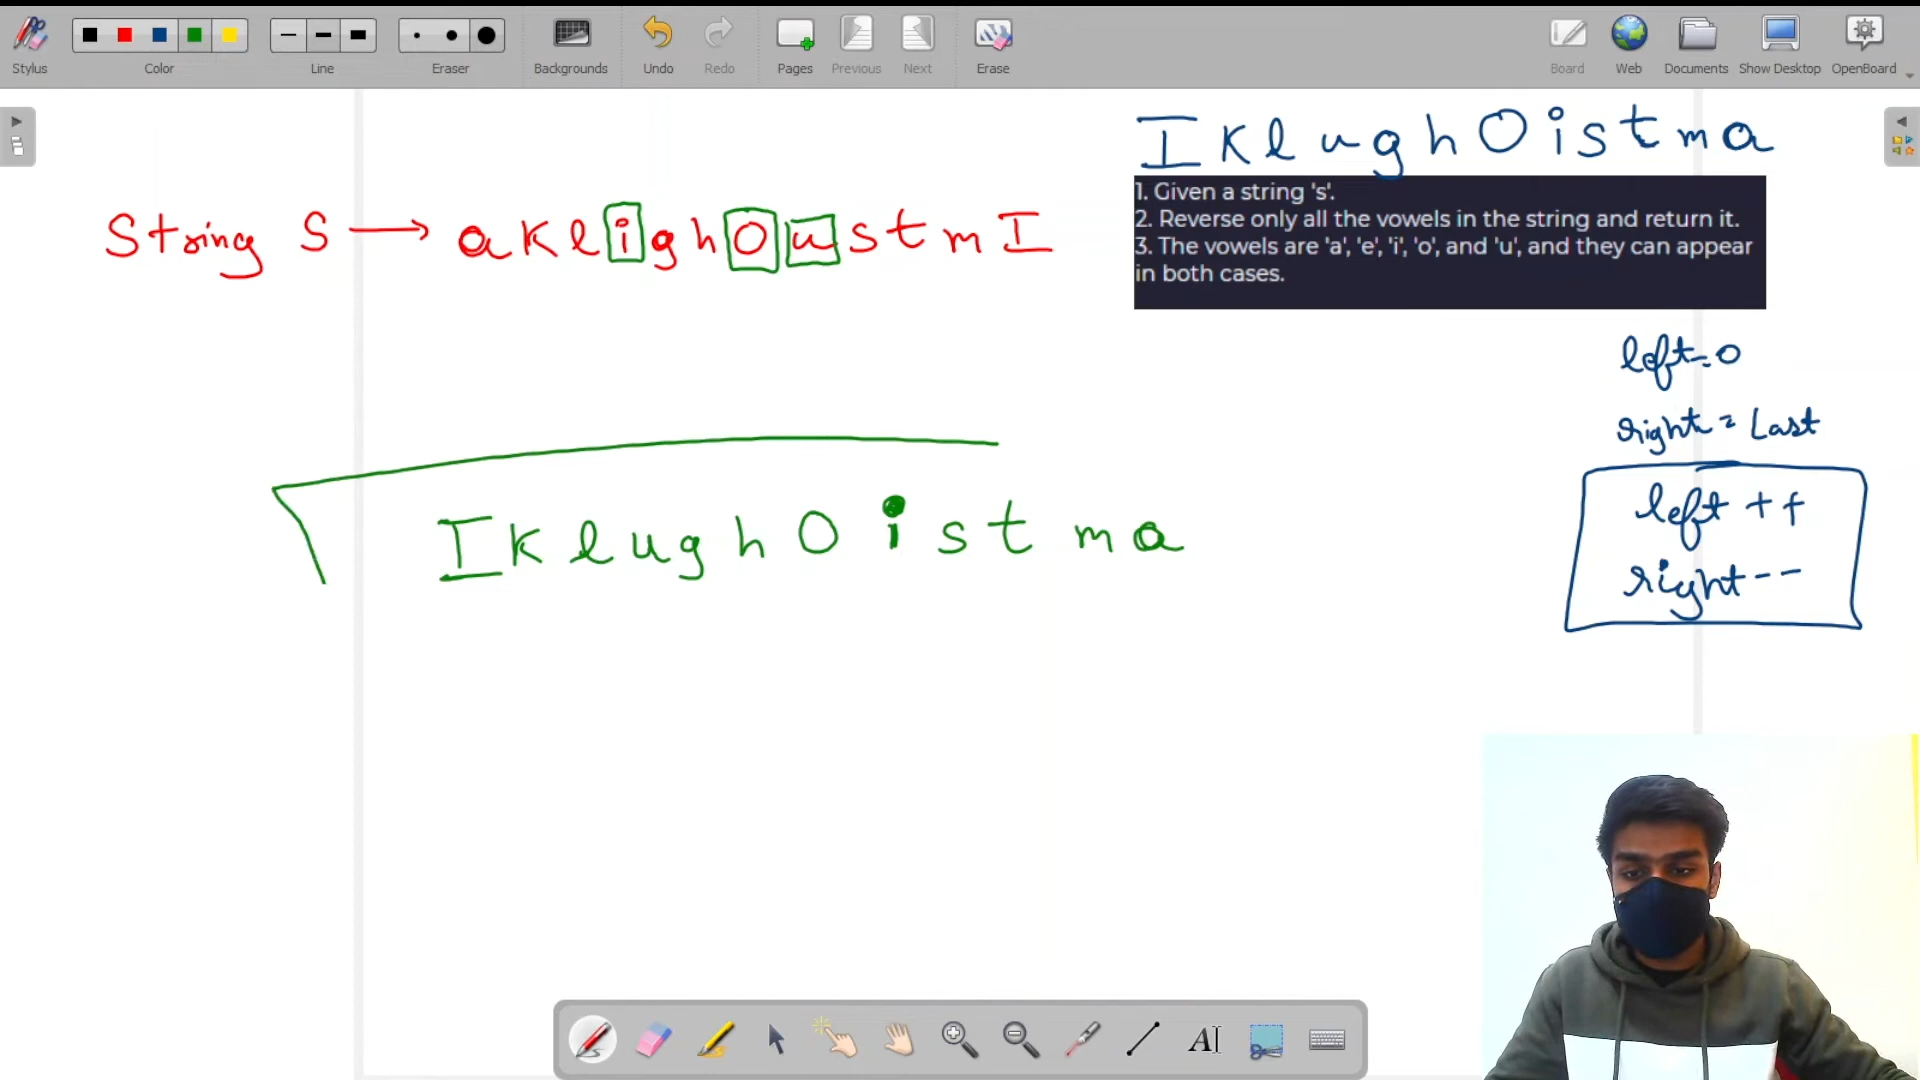 Stylus
Color
Line
Eraser
Backgrounds
Undo
Redo
Pages
Previous
Next
Erase
Board
Web
Documents
Show Desktop
OpenBoard
I K l u g h O i s t m a
1. Given a string 's'.
2. Reverse only all the vowels in the string and return it.
3. The vowels are 'a', 'e', 'i', 'o', and 'u', and they can appear
in both cases.
String S → a k l i g h O u s t m I
left = 0
right = Last
left ++
right --
I k l u g h O i s t m a